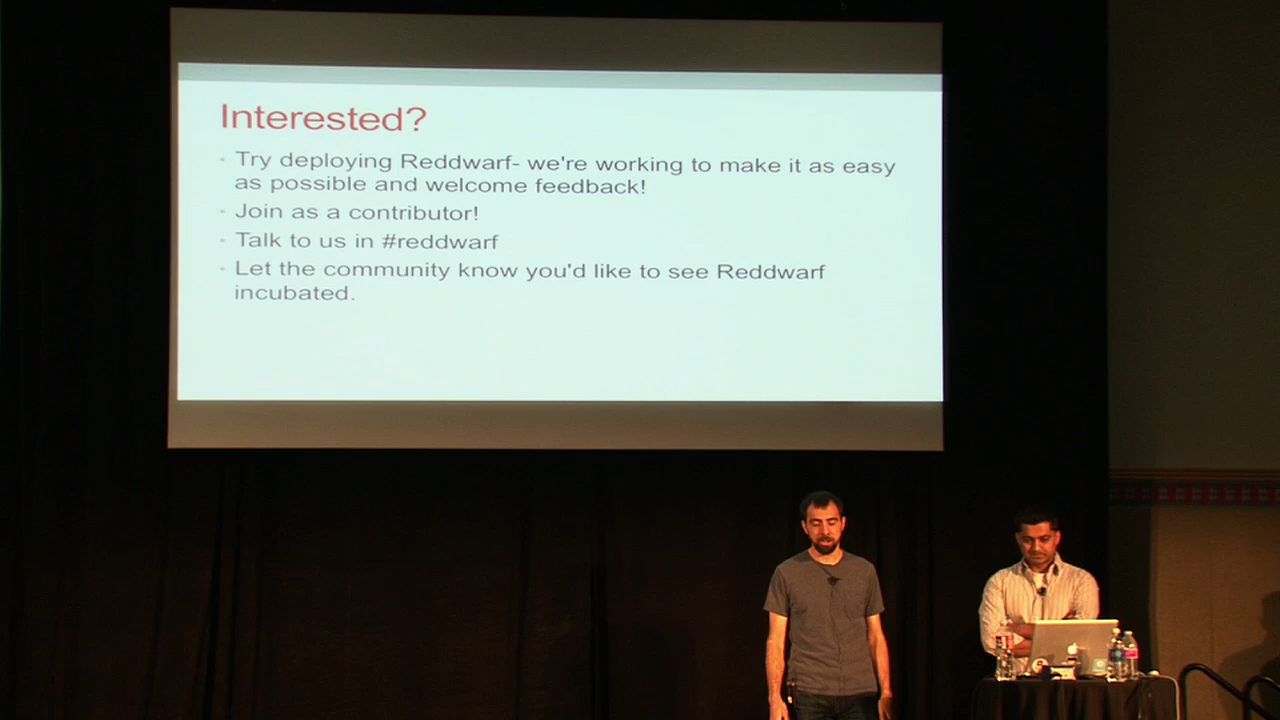 Interested?
Try deploying Reddwarf- we're working to make it as easy
as possible and welcome feedback!
Join as a contributor!
Talk to us in #reddwarf
Let the community know you'd like to see Reddwarf
incubated.